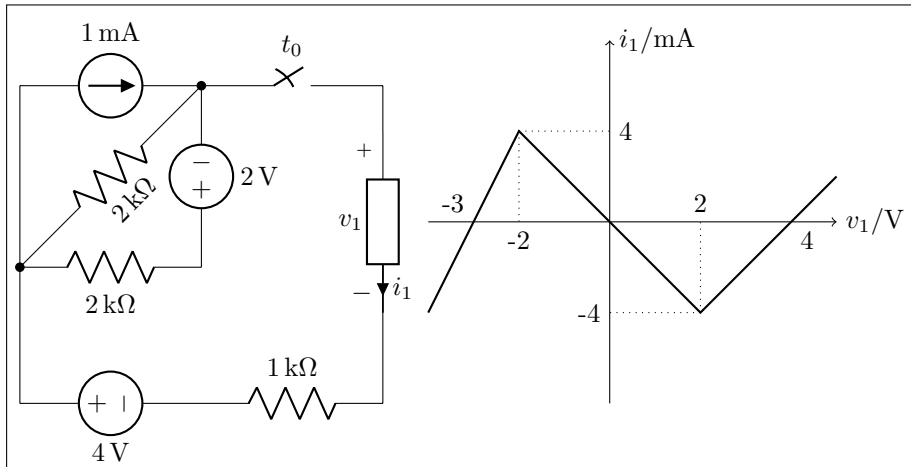 1 mA
t₀
i₁/mA
+
−
+
2 V
2 kΩ
2 kΩ
+
v₁
−
i₁
1 kΩ
+ −
4 V
4
-3
-2
2
4
v₁/V
-4